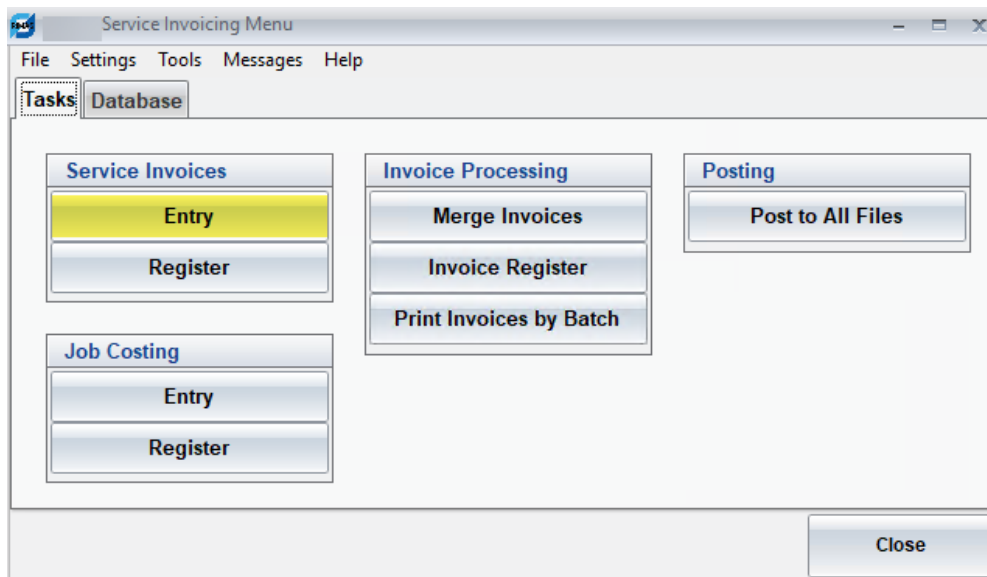 Service Invoicing Menu
File Settings Tools Messages Help
Tasks Database
Service Invoices
Entry
Register
Job Costing
Entry
Register
Invoice Processing
Merge Invoices
Invoice Register
Print Invoices by Batch
Posting
Post to All Files
Close